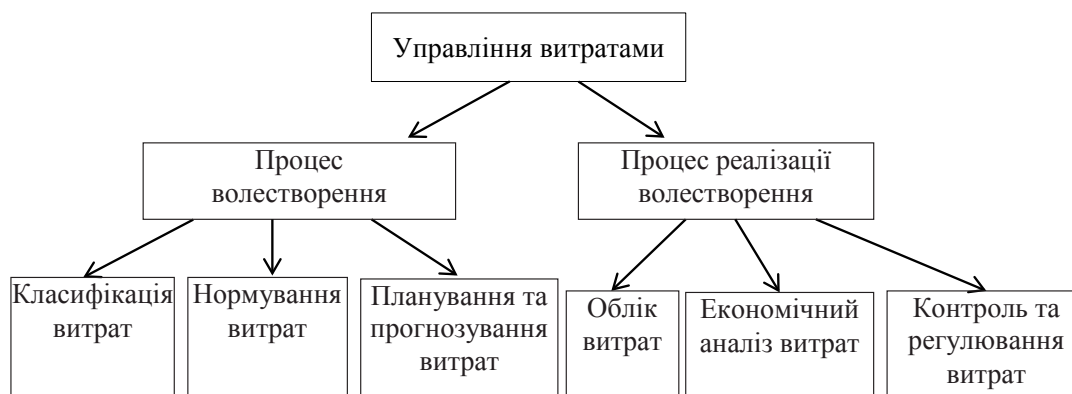 Управління витратами
Процес
волестворення
Процес реалізації
волестворення
Класифікація
витрат
Нормування
витрат
Планування та
прогнозування
витрат
Облік
витрат
Економічний
аналіз витрат
Контроль та
регулювання
витрат